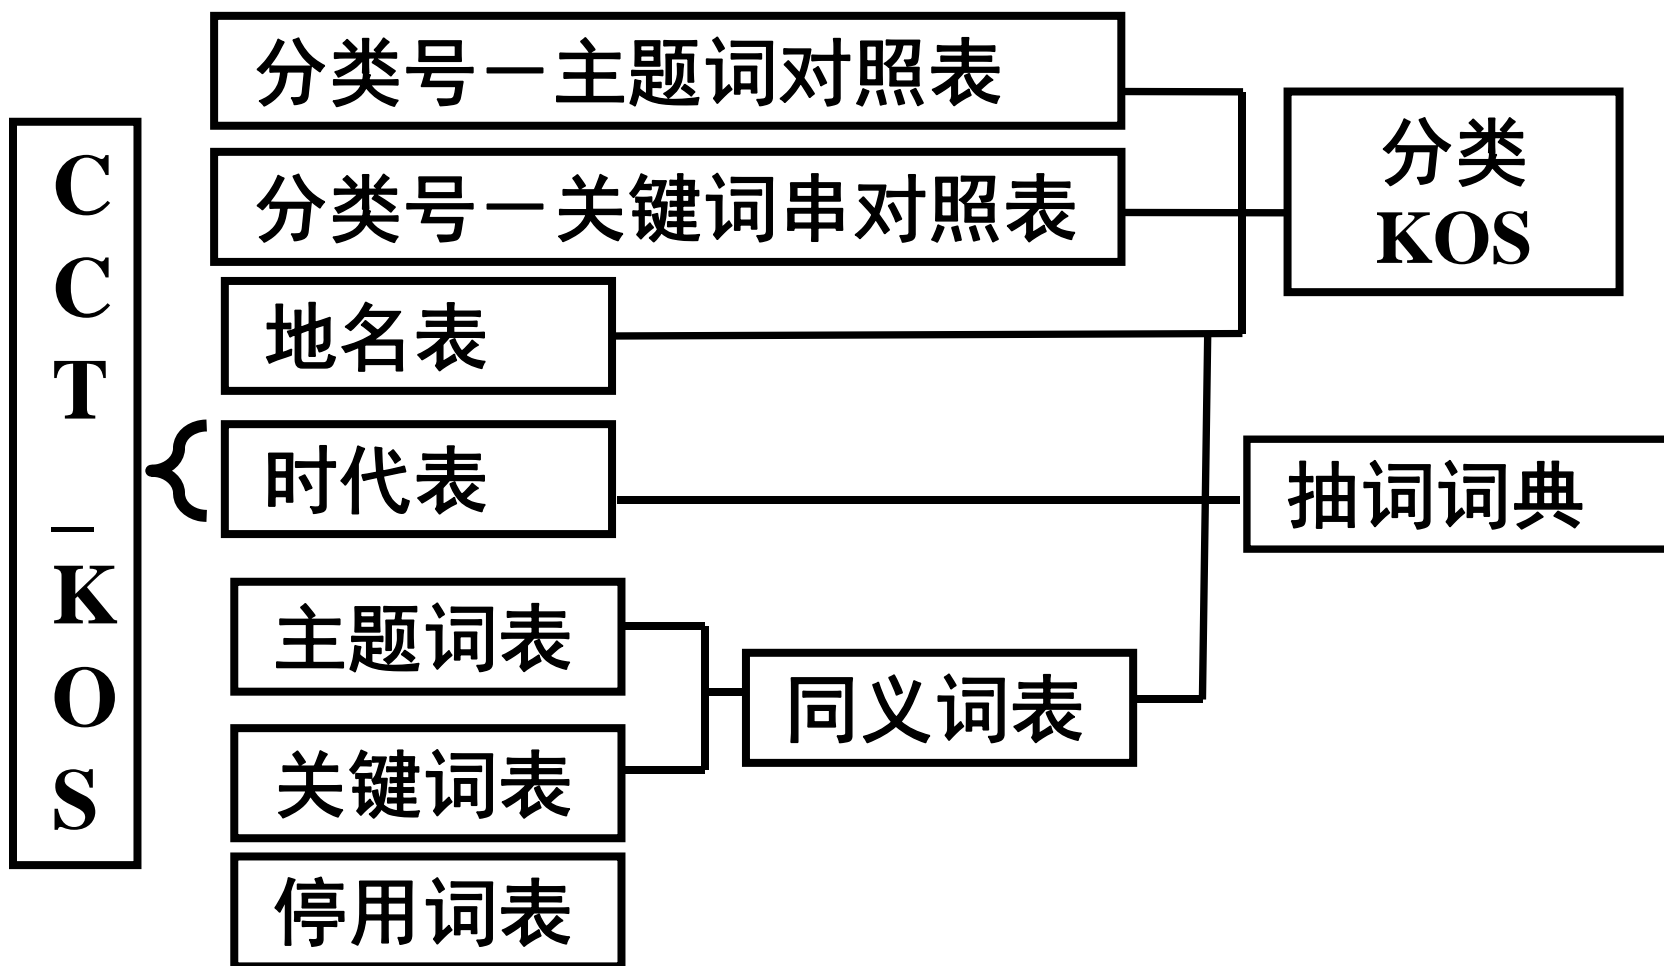 CCT_KOS
分类号－主题词对照表
分类号－关键词串对照表
地名表
时代表
主题词表
关键词表
停用词表
同义词表
分类
KOS
抽词词典